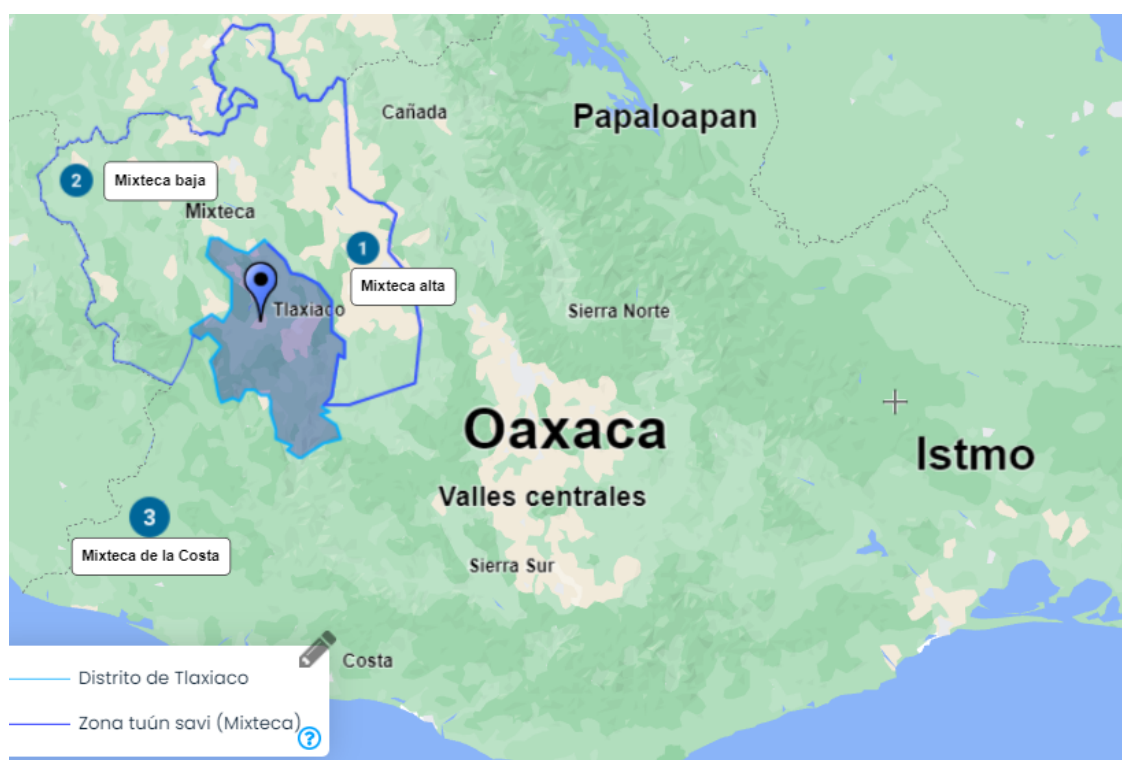 Cañada
Papaloapan
2
Mixteca baja
Mixteca
1
Mixteca alta
Tlaxiaco
Sierra Norte
Oaxaca
Istmo
Valles centrales
3
Mixteca de la Costa
Sierra Sur
Costa
Distrito de Tlaxiaco
Zona tuún savi (Mixteca)
?